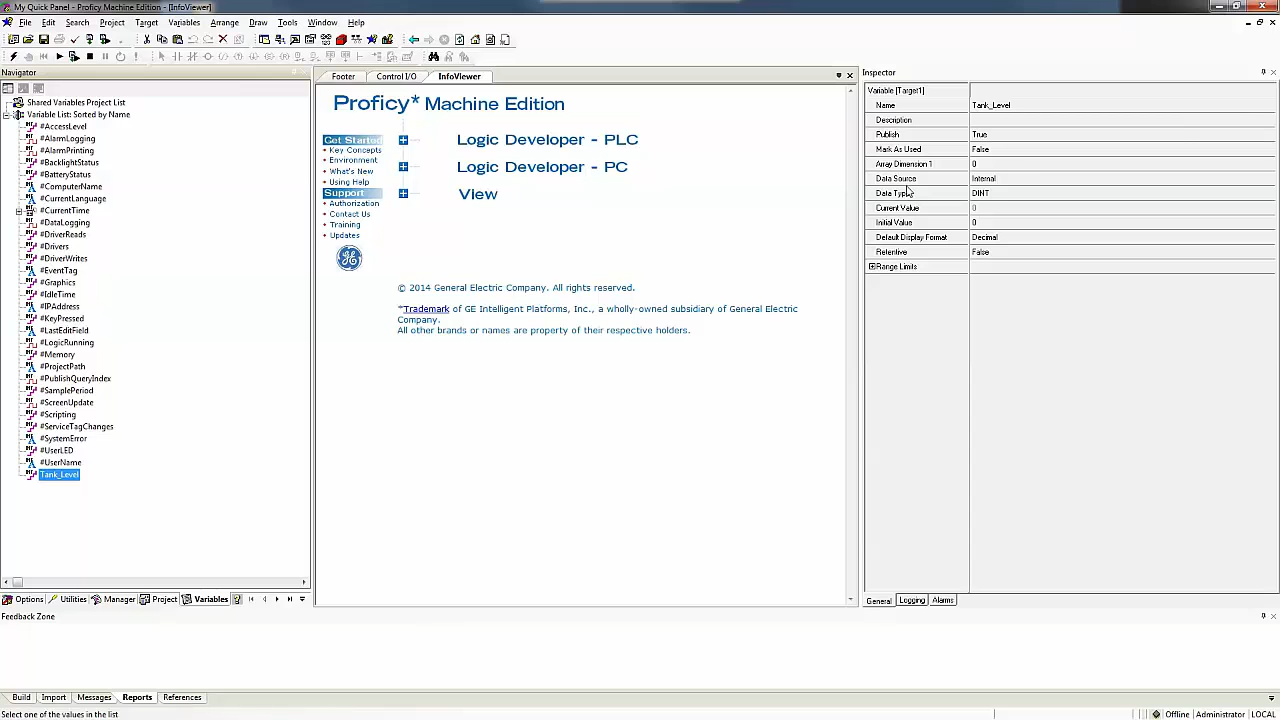 My Quick Panel - Proficy Machine Edition - [InfoViewer]
File Edit Search Project Target Variables Arrange Draw Tools Window Help
Navigator
Shared Variables Project List
Variable List: Sorted by Name
#AccessLevel
#AlarmLogging
#AlarmPrinting
#BacklightStatus
#BatteryStatus
#ComputerName
#CurrentLanguage
#CurrentTime
#DataLogging
#DriverReads
#Drivers
#DriverWrites
#EventTag
#Graphics
#IdleTime
#IPAddress
#KeyPressed
#LastEditField
#LogicRunning
#Memory
#ProjectPath
#PublishQueryIndex
#SamplePeriod
#ScreenUpdate
#Scripting
#ServiceTagChanges
#SystemError
#UserLED
#UserName
Tank_Level
Options Utilities Manager Project Variables
Footer Control I/O InfoViewer
Proficy* Machine Edition
Get Started
Key Concepts
Environment
What's New
Using Help
Support
Authorization
Contact Us
Training
Updates
Logic Developer - PLC
Logic Developer - PC
View
© 2014 General Electric Company. All rights reserved.
*Trademark of GE Intelligent Platforms, Inc., a wholly-owned subsidiary of General Electric
Company.
All other brands or names are property of their respective holders.
Inspector
Variable [Target1]
Name Tank_Level
Description
Publish True
Mark As Used False
Array Dimension 1 0
Data Source Internal
Data Type DINT
Current Value 0
Initial Value 0
Default Display Format Decimal
Retentive False
Range Limits
General Logging Alarms
Feedback Zone
Build Import Messages Reports References
Select one of the values in the list
Offline Administrator LOCAL